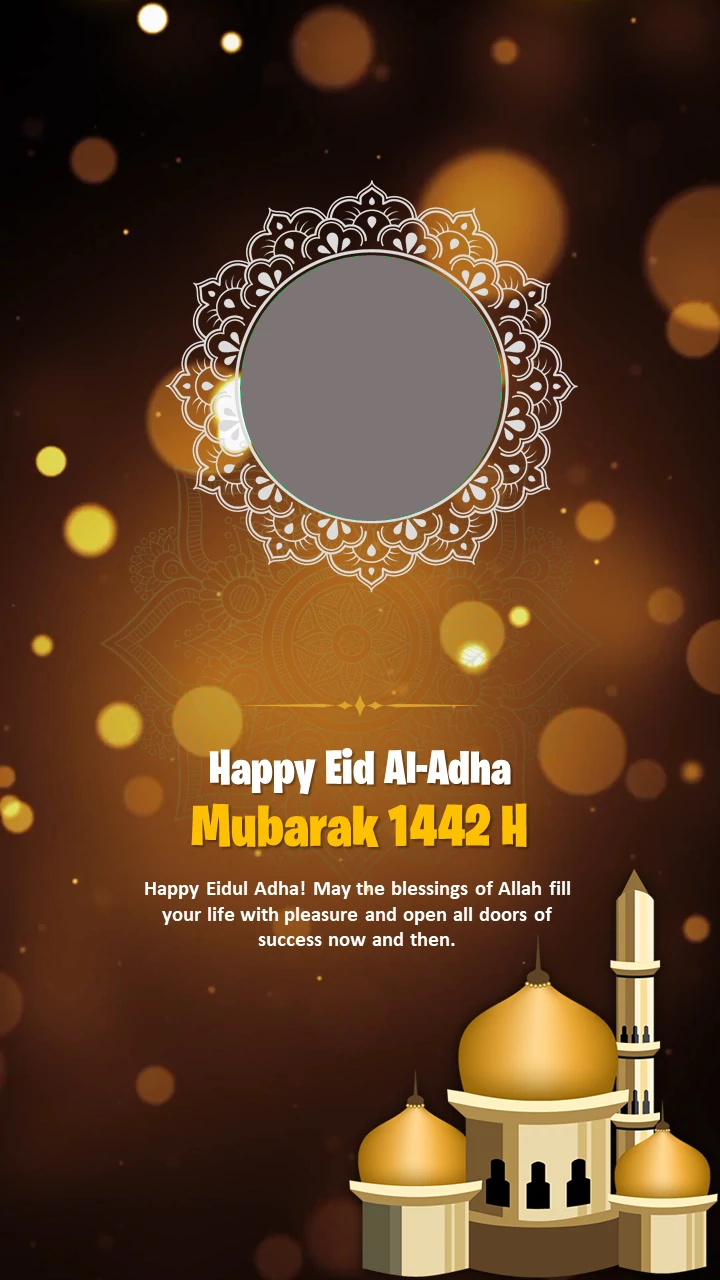 Happy Eid Al-Adha
Mubarak 1442 H
Happy Eidul Adha! May the blessings of Allah fill
your life with pleasure and open all doors of
success now and then.